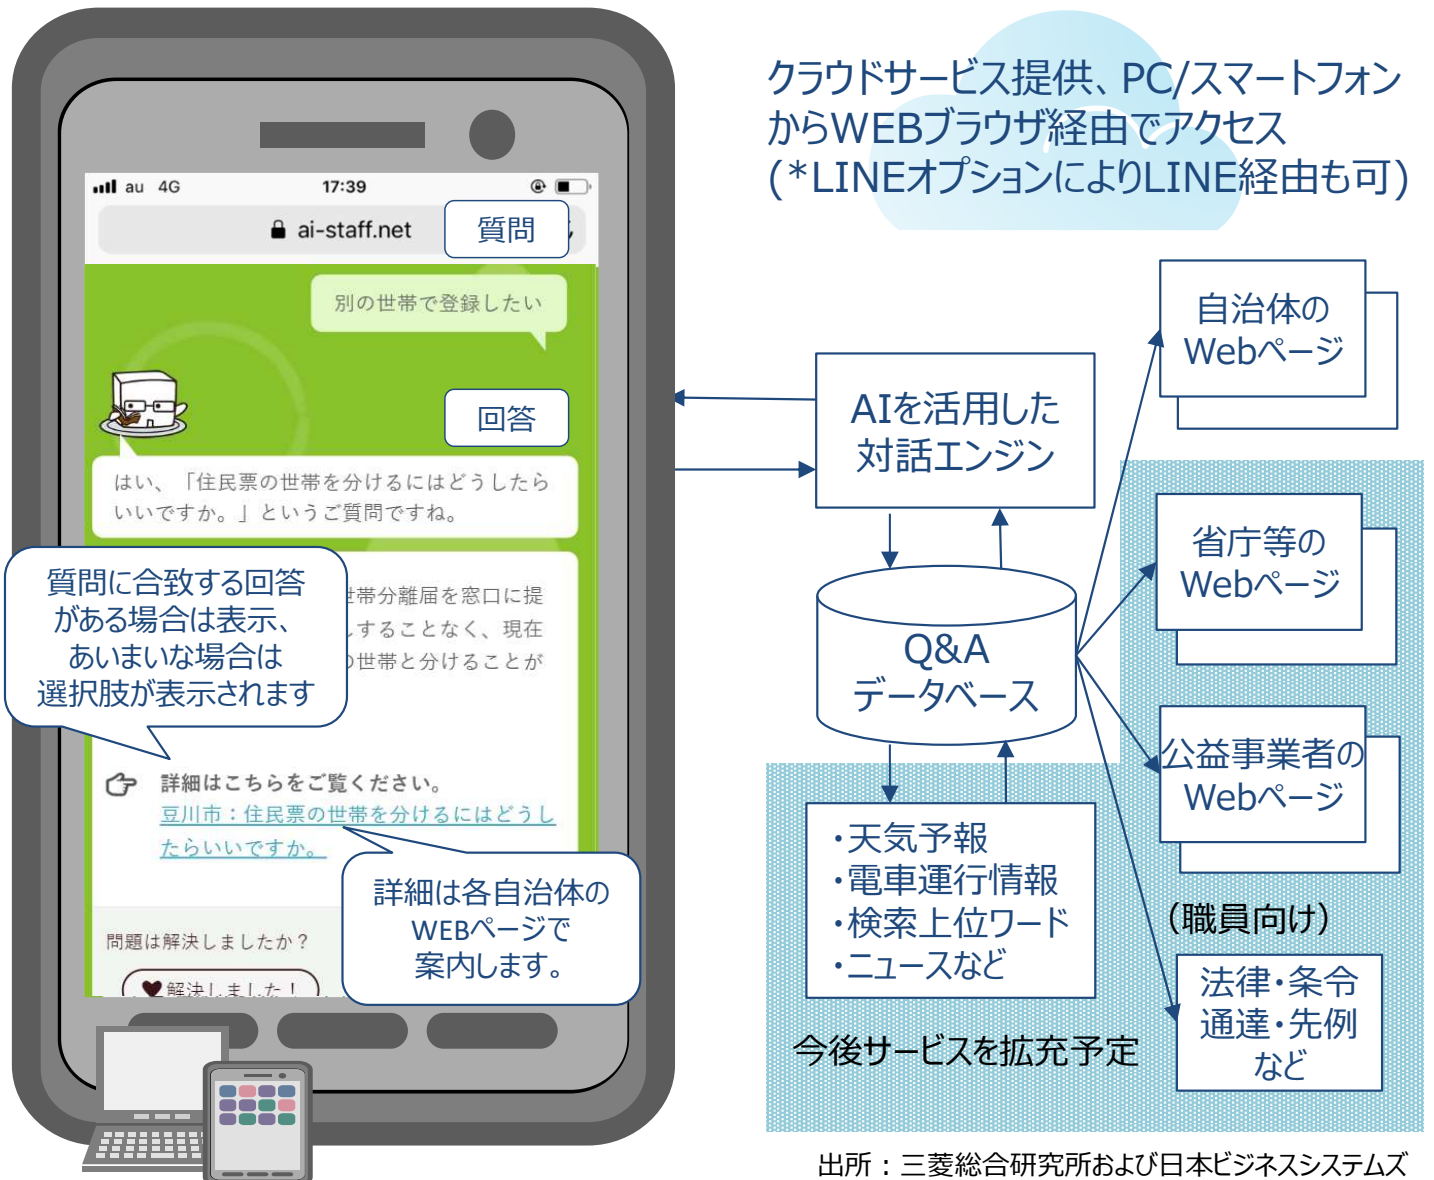 クラウドサービス提供、PC/スマートフォン
からWEBブラウザ経由でアクセス
(*LINEオプションによりLINE経由も可)
au 4G
17:39
ai-staff.net
質問
別の世帯で登録したい
回答
はい、「住民票の世帯を分けるにはどうしたら
いいですか。」というご質問ですね。
質問に合致する回答
がある場合は表示、
あいまいな場合は
選択肢が表示されます
世帯分離届を窓口に提
することなく、現在
の世帯と分けることが
詳細はこちらをご覧ください。
豆川市：住民票の世帯を分けるにはどうし
たらいいですか。
詳細は各自治体の
WEBページで
案内します。
問題は解決しましたか？
解決しました！
AIを活用した
対話エンジン
Q&A
データベース
・天気予報
・電車運行情報
・検索上位ワード
・ニュースなど
今後サービスを拡充予定
自治体の
Webページ
省庁等の
Webページ
公益事業者の
Webページ
（職員向け）
法律・条令
通達・先例
など
出所：三菱総合研究所および日本ビジネスシステムズ